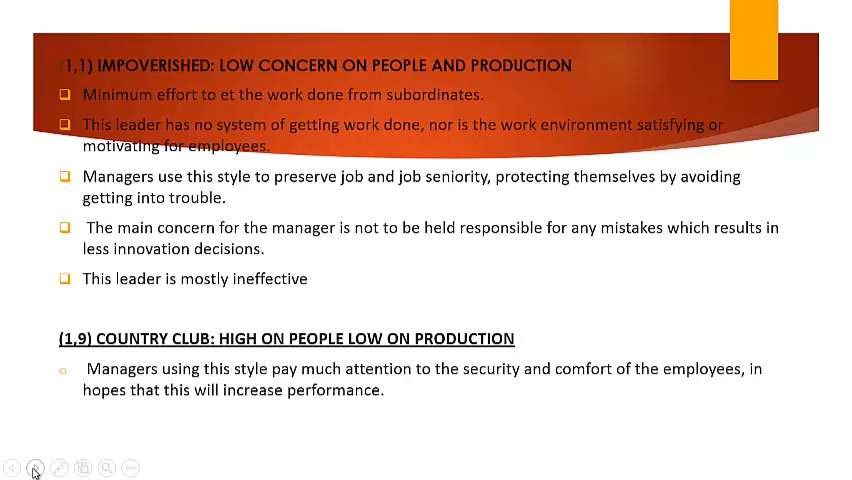 (1,1) IMPOVERISHED: LOW CONCERN ON PEOPLE AND PRODUCTION
Minimum effort to et the work done from subordinates.
This leader has no system of getting work done, nor is the work environment satisfying or
motivating for employees.
Managers use this style to preserve job and job seniority, protecting themselves by avoiding
getting into trouble.
The main concern for the manager is not to be held responsible for any mistakes which results in
less innovation decisions.
This leader is mostly ineffective
(1,9) COUNTRY CLUB: HIGH ON PEOPLE LOW ON PRODUCTION
Managers using this style pay much attention to the security and comfort of the employees, in
hopes that this will increase performance.